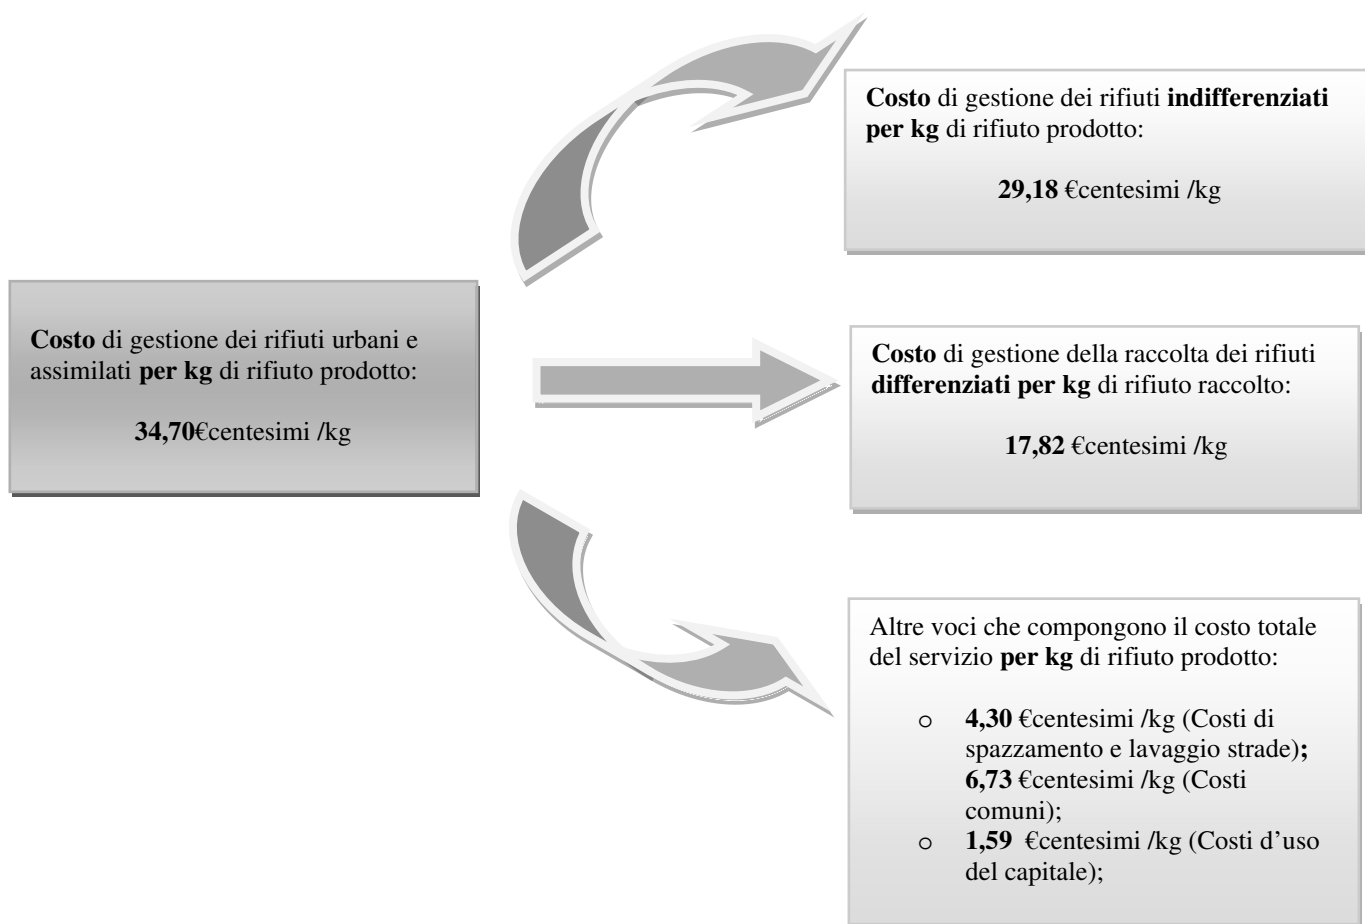 Costo di gestione dei rifiuti urbani e
assimilati per kg di rifiuto prodotto:
34,70€centesimi /kg
Costo di gestione dei rifiuti indifferenziati
per kg di rifiuto prodotto:
29,18 €centesimi /kg
Costo di gestione della raccolta dei rifiuti
differenziati per kg di rifiuto raccolto:
17,82 €centesimi /kg
Altre voci che compongono il costo totale
del servizio per kg di rifiuto prodotto:
o 4,30 €centesimi /kg (Costi di
spazzamento e lavaggio strade);
6,73 €centesimi /kg (Costi
comuni);
o 1,59 €centesimi /kg (Costi d’uso
del capitale);